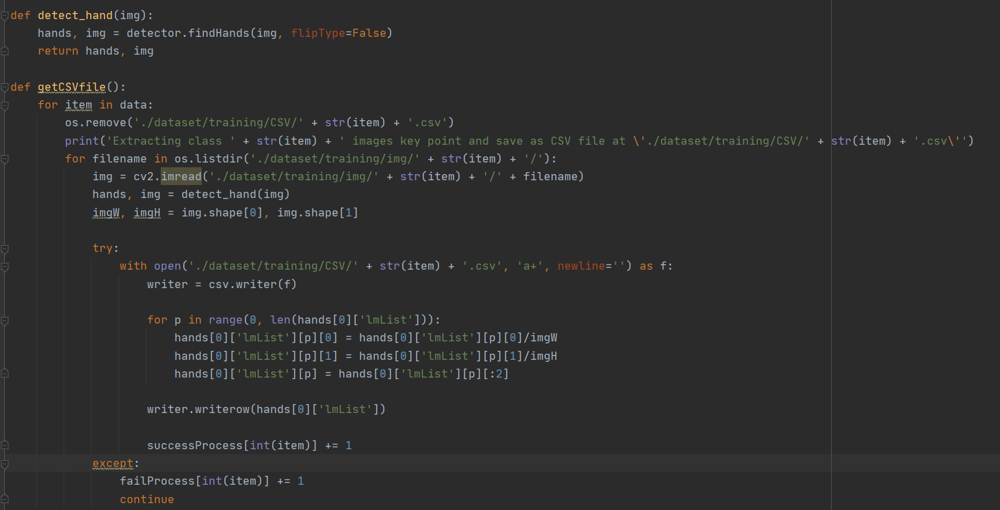 def detect_hand(img):
    hands, img = detector.findHands(img, flipType=False)
    return hands, img

def getCSVfile():
    for item in data:
        os.remove('./dataset/training/CSV/' + str(item) + '.csv')
        print('Extracting class ' + str(item) + ' images key point and save as CSV file at \'./dataset/training/CSV/' + str(item) + '.csv\'')
        for filename in os.listdir('./dataset/training/img/' + str(item) + '/'):
            img = cv2.imread('./dataset/training/img/' + str(item) + '/' + filename)
            hands, img = detect_hand(img)
            imgW, imgH = img.shape[0], img.shape[1]

            try:
                with open('./dataset/training/CSV/' + str(item) + '.csv', 'a+', newline='') as f:
                    writer = csv.writer(f)

                    for p in range(0, len(hands[0]['lmList'])):
                        hands[0]['lmList'][p][0] = hands[0]['lmList'][p][0]/imgW
                        hands[0]['lmList'][p][1] = hands[0]['lmList'][p][1]/imgH
                        hands[0]['lmList'][p] = hands[0]['lmList'][p][:2]

                    writer.writerow(hands[0]['lmList'])

                    successProcess[int(item)] += 1
            except:
                failProcess[int(item)] += 1
                continue